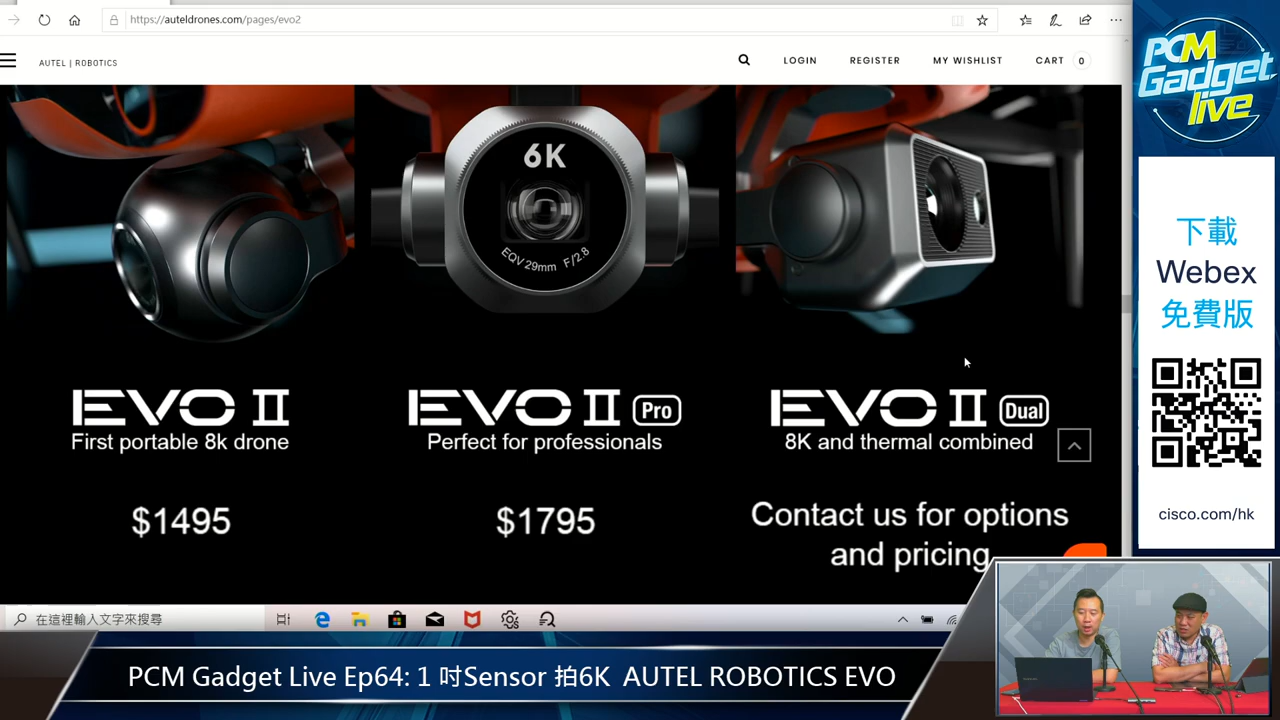 https://auteldrones.com/pages/evo2
AUTEL | ROBOTICS
LOGIN
REGISTER
MY WISHLIST
CART 0
6K
EQV 29mm F/2.8
EVO II
First portable 8k drone
$1495
EVO II Pro
Perfect for professionals
$1795
EVO II Dual
8K and thermal combined
Contact us for options
and pricing
在這裡輸入文字來搜尋
PCM
Gadget
live
下載
Webex
免費版
cisco.com/hk
PCM Gadget Live Ep64: 1 吋Sensor 拍6K AUTEL ROBOTICS EVO